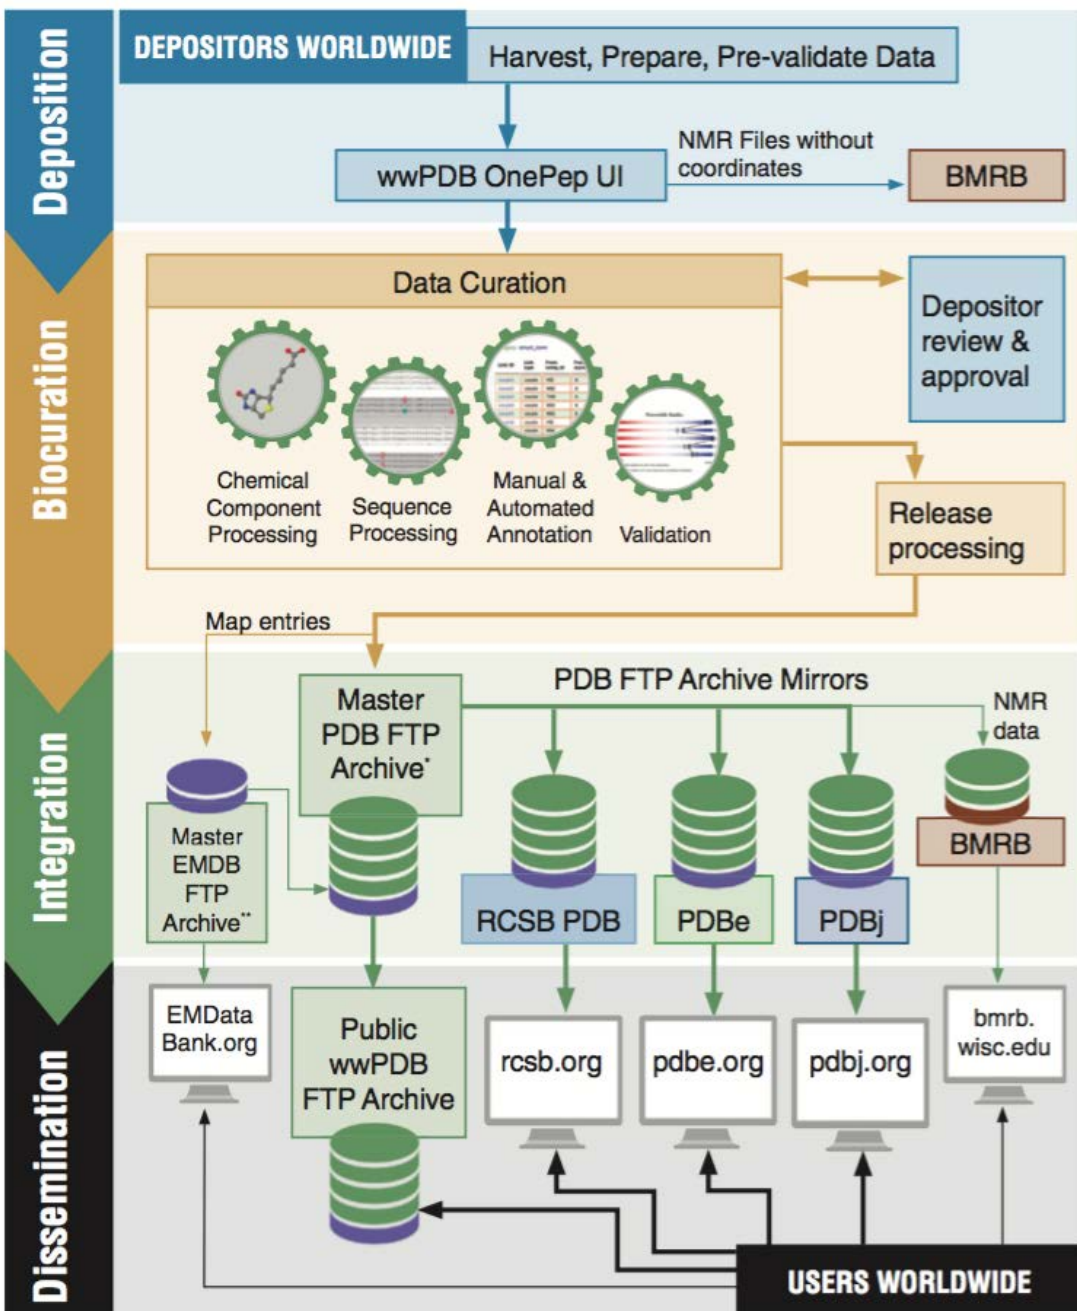 Deposition
DEPOSITORS WORLDWIDE
Harvest, Prepare, Pre-validate Data
wwPDB OnePep UI
NMR Files without
coordinates
BMRB
Biocuration
Data Curation
Depositor
review &
approval
Chemical
Component
Processing
Sequence
Processing
Manual &
Automated
Annotation
Validation
Release
processing
Map entries
Integration
Master
PDB FTP
Archive*
PDB FTP Archive Mirrors
NMR
data
Master
EMDB
FTP
Archive**
RCSB PDB
PDBe
PDBj
BMRB
Dissemination
EMData
Bank.org
Public
wwPDB
FTP Archive
rcsb.org
pdbe.org
pdbj.org
bmrb.
wisc.edu
USERS WORLDWIDE